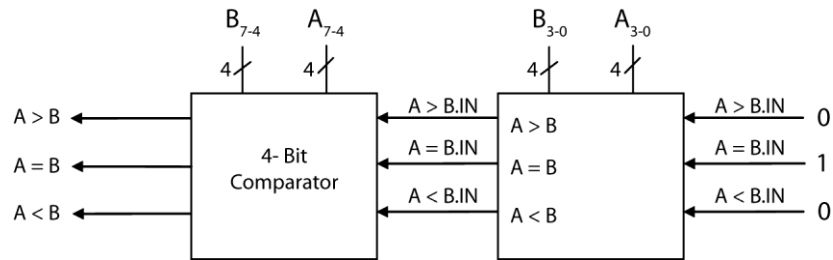 B7-4 A7-4 B3-0 A3-0
4 4 4 4
A > B A > B.IN A > B A > B.IN 0
A = B 4- Bit Comparator A = B.IN A = B A = B.IN 1
A < B A < B.IN A < B A < B.IN 0